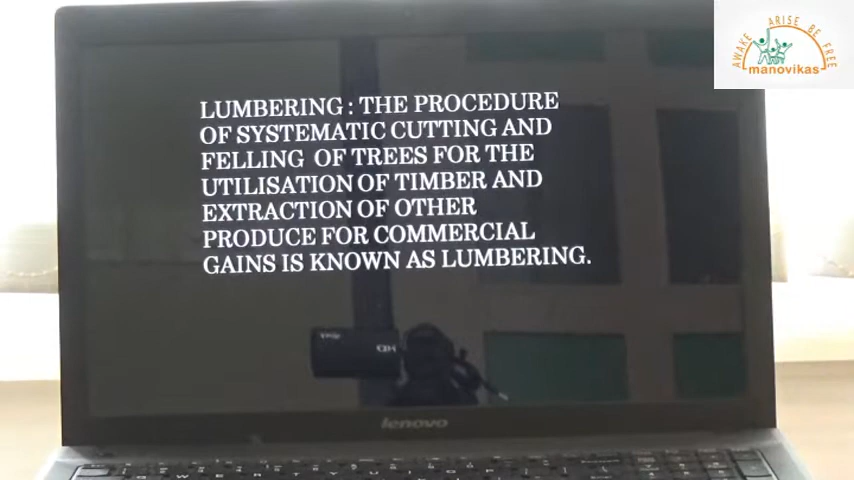 AWAKE ARISE BE FREE
manovikas
LUMBERING : THE PROCEDURE
OF SYSTEMATIC CUTTING AND
FELLING OF TREES FOR THE
UTILISATION OF TIMBER AND
EXTRACTION OF OTHER
PRODUCE FOR COMMERCIAL
GAINS IS KNOWN AS LUMBERING.
lenovo